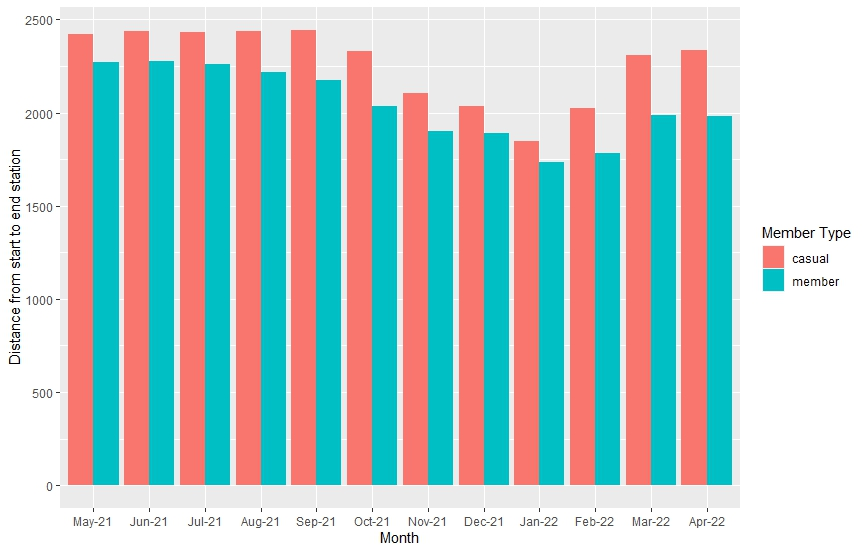 Distance from start to end station
2500
2000
1500
1000
500
0
May-21 Jun-21 Jul-21 Aug-21 Sep-21 Oct-21 Nov-21 Dec-21 Jan-22 Feb-22 Mar-22 Apr-22
Month
Member Type
casual
member